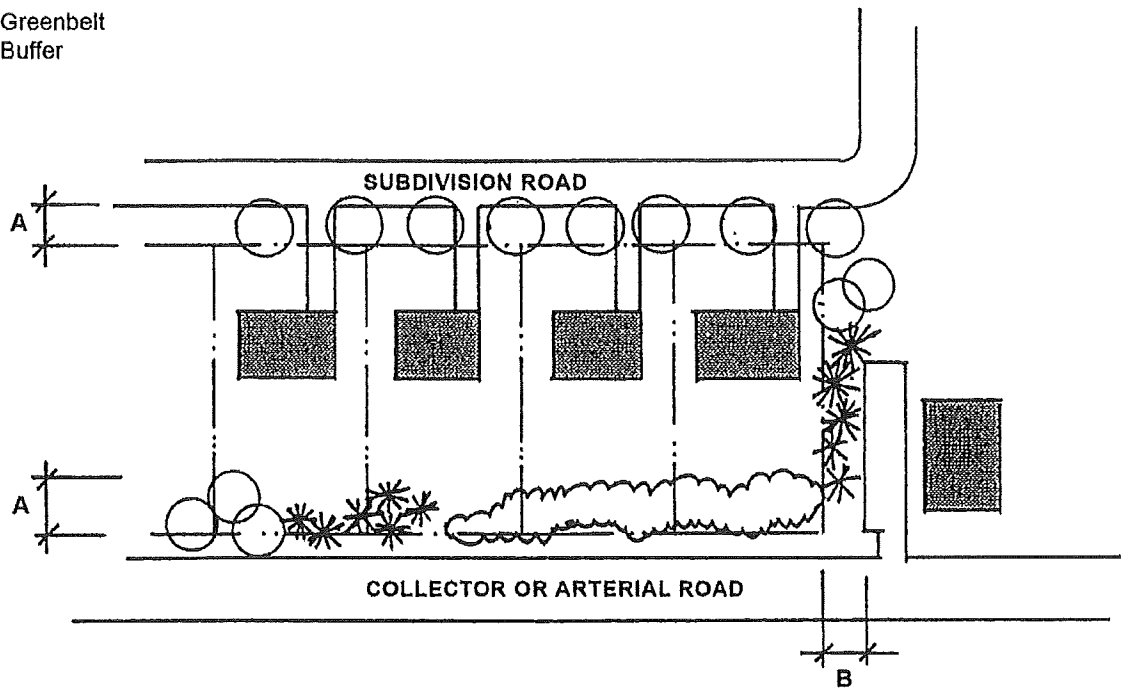 Greenbelt
Buffer
SUBDIVISION ROAD
A
A
COLLECTOR OR ARTERIAL ROAD
B